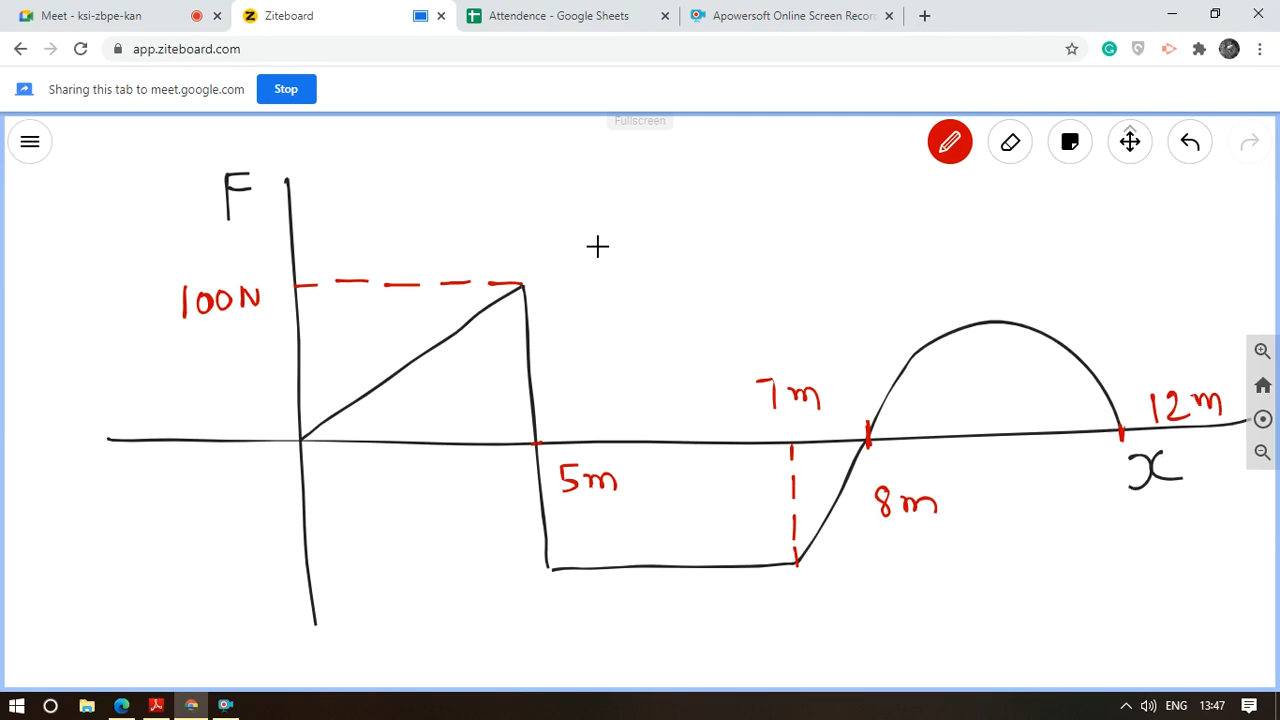 Meet - ksi-zbpe-kan
Ziteboard
Attendence - Google Sheets
Apowersoft Online Screen Recor
app.ziteboard.com
Sharing this tab to meet.google.com
Stop
Fullscreen
F
100N
7m
12m
5m
8m
x
ENG
13:47